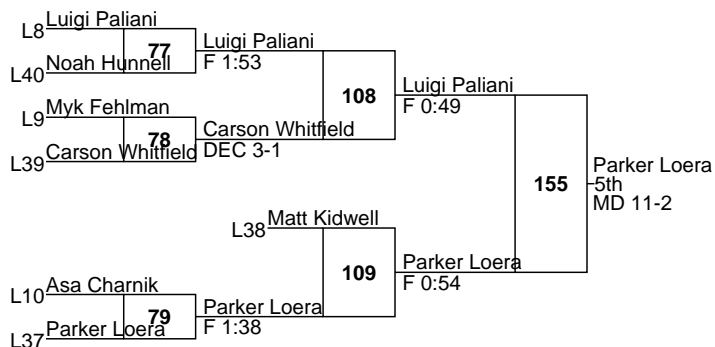 L8 Luigi Paliani
77
L40 Noah Hunnell
Luigi Paliani
F 1:53
L9 Myk Fehlman
78
L39 Carson Whitfield
Carson Whitfield
DEC 3-1
108
Luigi Paliani
F 0:49
L38 Matt Kidwell
109
L10 Asa Charnik
79
L37 Parker Loera
Parker Loera
F 1:38
Parker Loera
F 0:54
155
Parker Loera
5th
MD 11-2